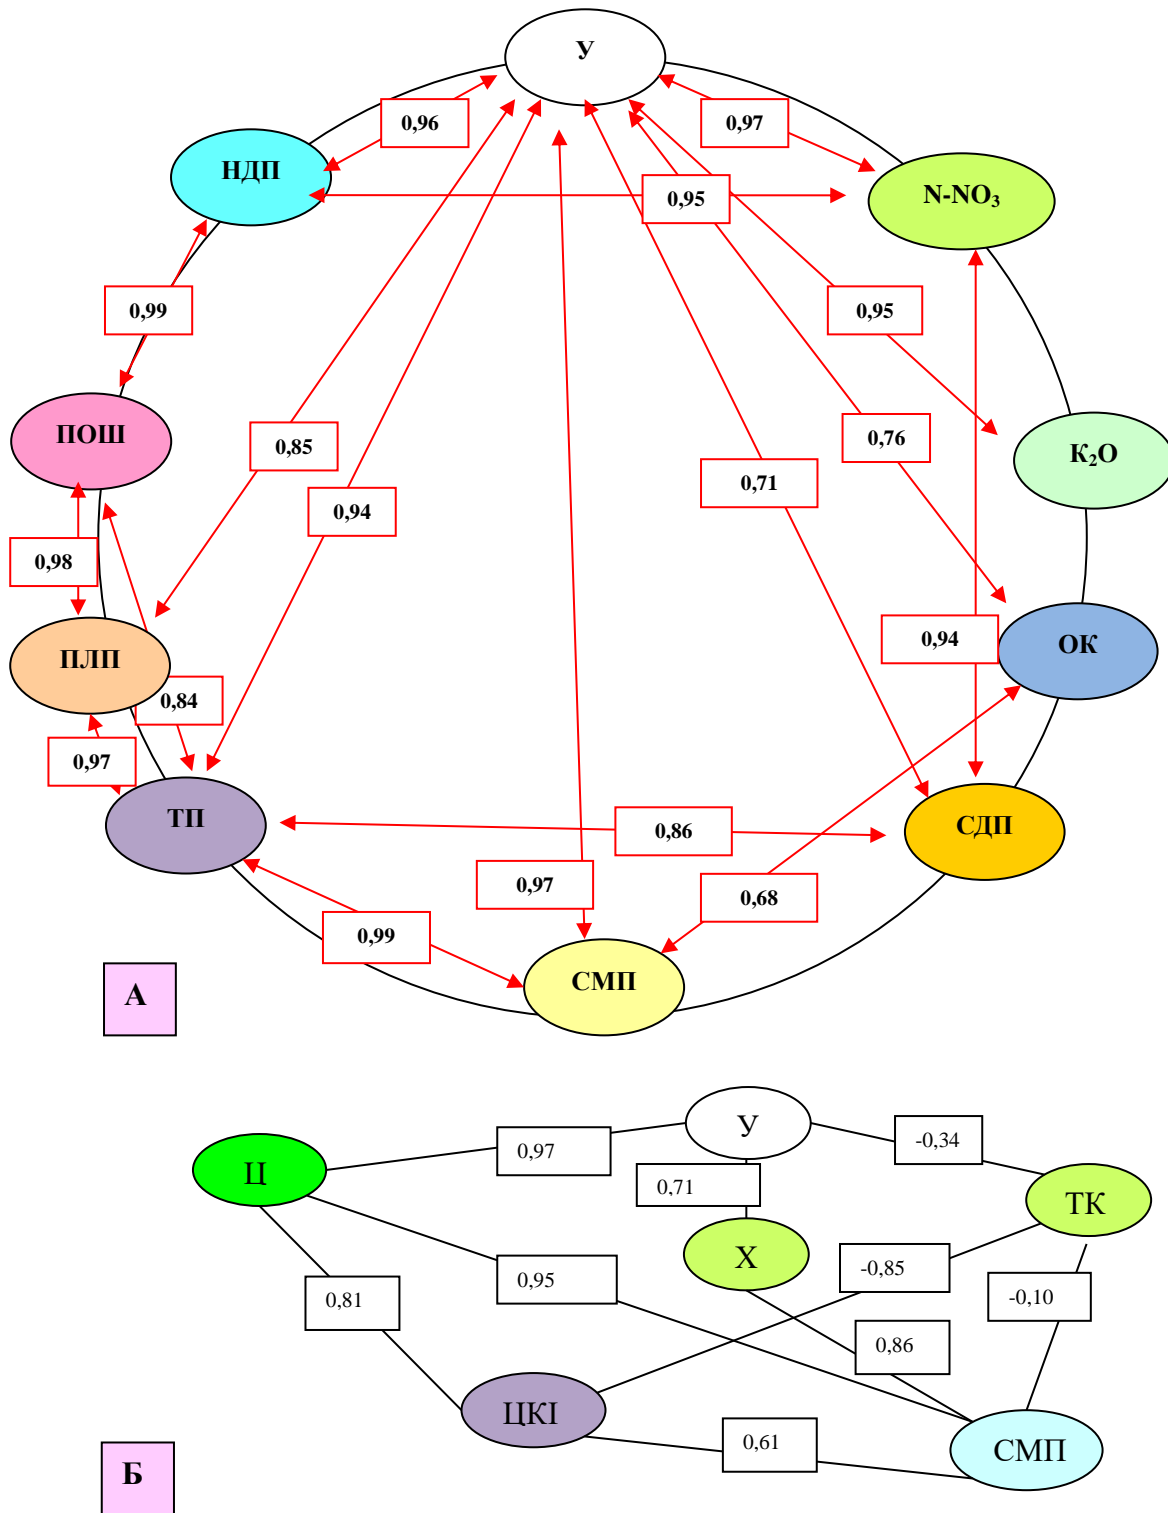 У
0,96
0,97
НДП
0,95
N-NO₃
0,99
0,95
ПОШ
0,85
0,76
К₂О
0,71
0,94
0,98
0,94
ОК
ПЛП
0,84
0,97
ТП
0,86
СДП
0,97
0,68
0,99
СМП
А
У
0,97
-0,34
Ц
0,71
ТК
Х
0,95
-0,85
0,81
-0,10
0,86
ЦКІ
0,61
СМП
Б